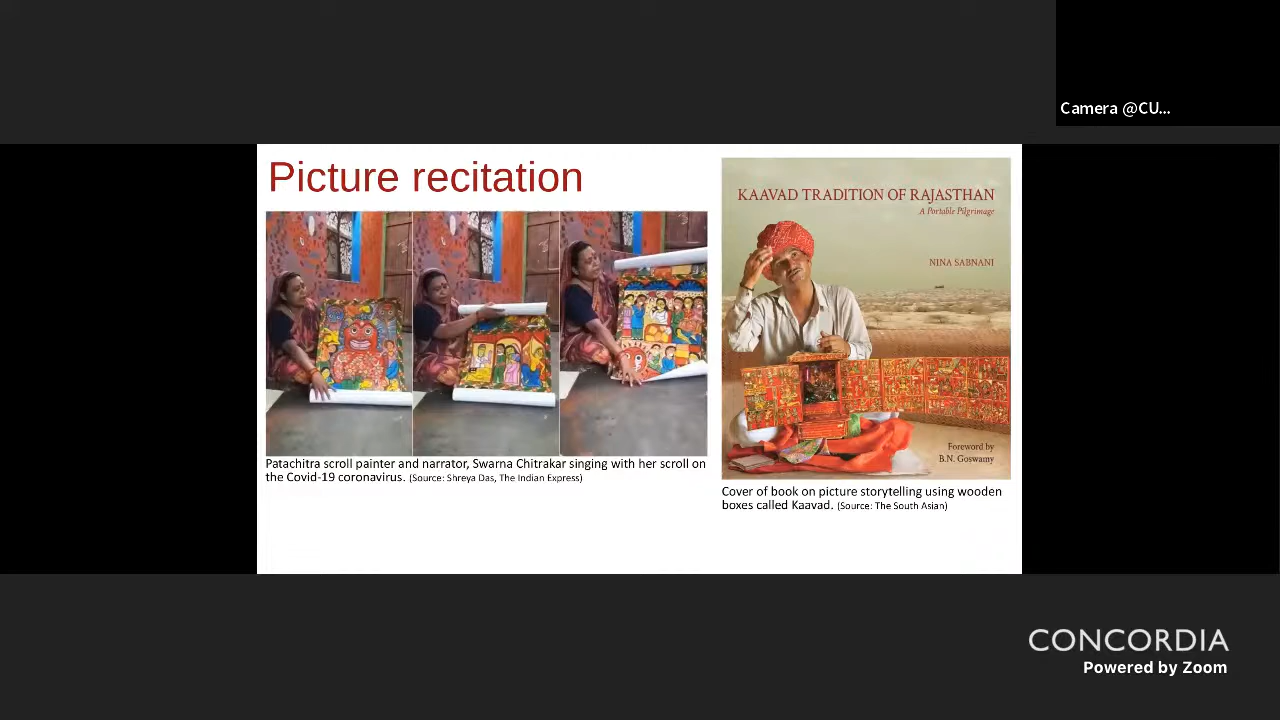 Camera @CU...
Picture recitation
Patachitra scroll painter and narrator, Swarna Chitrakar singing with her scroll on
the Covid-19 coronavirus. (Source: Shreya Das, The Indian Express)
KAAVAD TRADITION OF RAJASTHAN
A Portable Pilgrimage
NINA SABNANI
Foreword by
B.N. Goswamy
Cover of book on picture storytelling using wooden
boxes called Kaavad. (Source: The South Asian)
CONCORDIA
Powered by Zoom